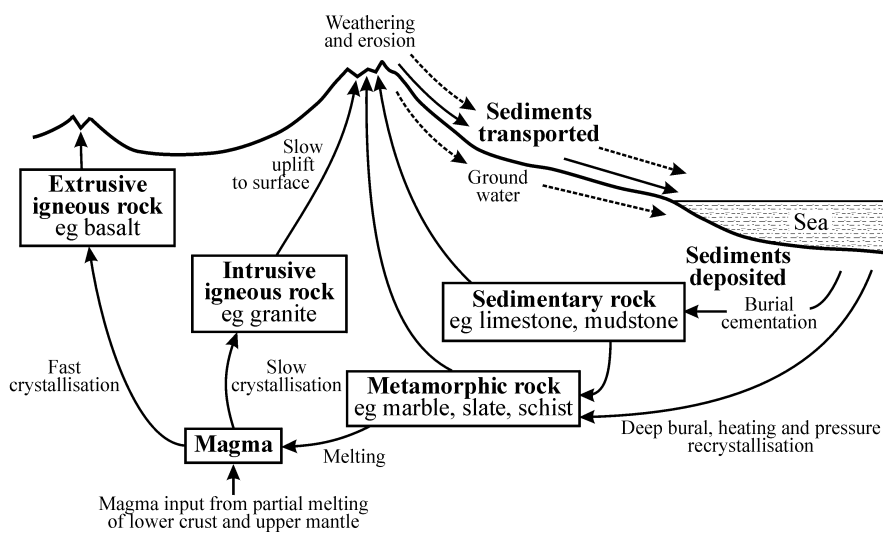 Weathering
and erosion
Sediments
transported
Slow
uplift
to surface
Ground
water
Extrusive
igneous rock
eg basalt
Sea
Intrusive
igneous rock
eg granite
Sediments
deposited
Sedimentary rock
eg limestone, mudstone
Burial
cementation
Fast
crystallisation
Slow
crystallisation
Metamorphic rock
eg marble, slate, schist
Deep bural, heating and pressure
recrystallisation
Magma
Melting
Magma input from partial melting
of lower crust and upper mantle